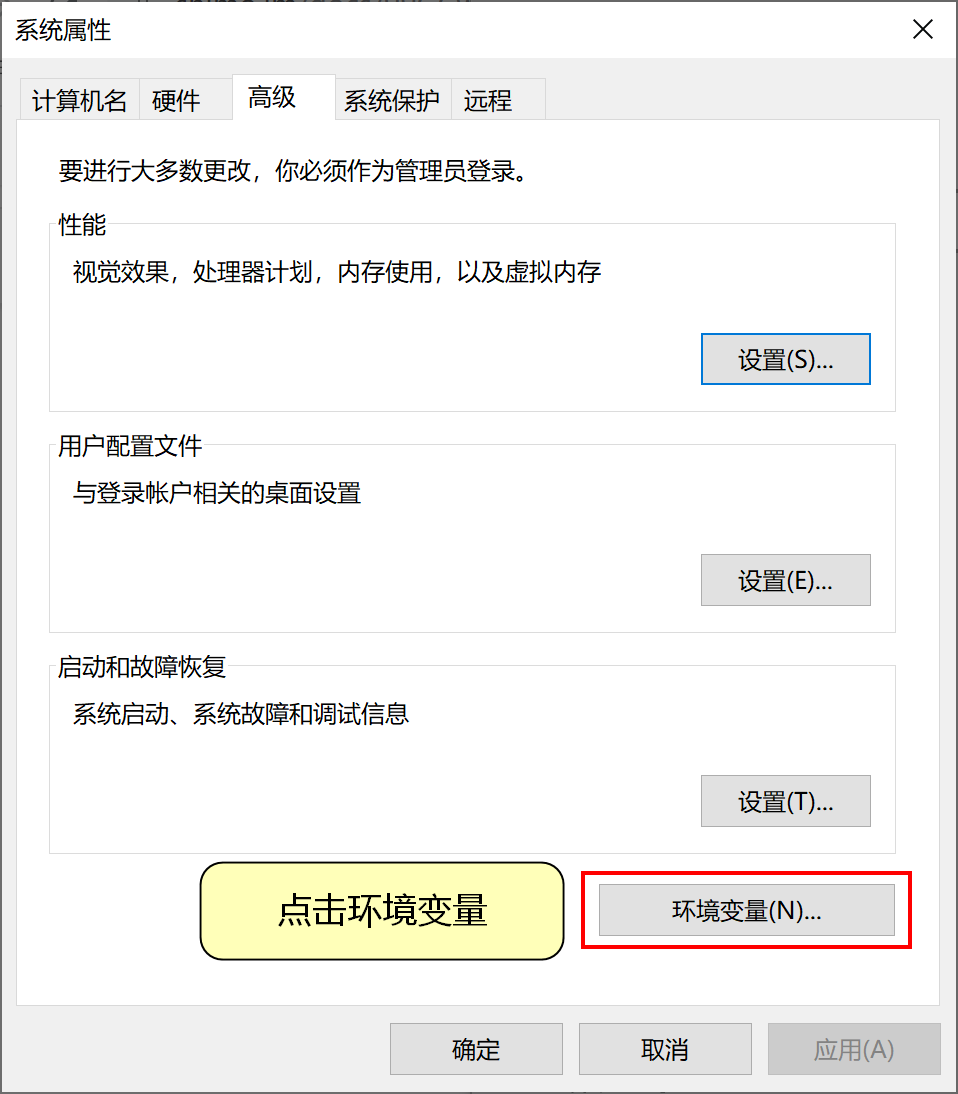 系统属性
计算机名
硬件
高级
系统保护
远程
要进行大多数更改，你必须作为管理员登录。
性能
视觉效果，处理器计划，内存使用，以及虚拟内存
设置(S)...
用户配置文件
与登录帐户相关的桌面设置
设置(E)...
启动和故障恢复
系统启动、系统故障和调试信息
设置(T)...
点击环境变量
环境变量(N)...
确定
取消
应用(A)